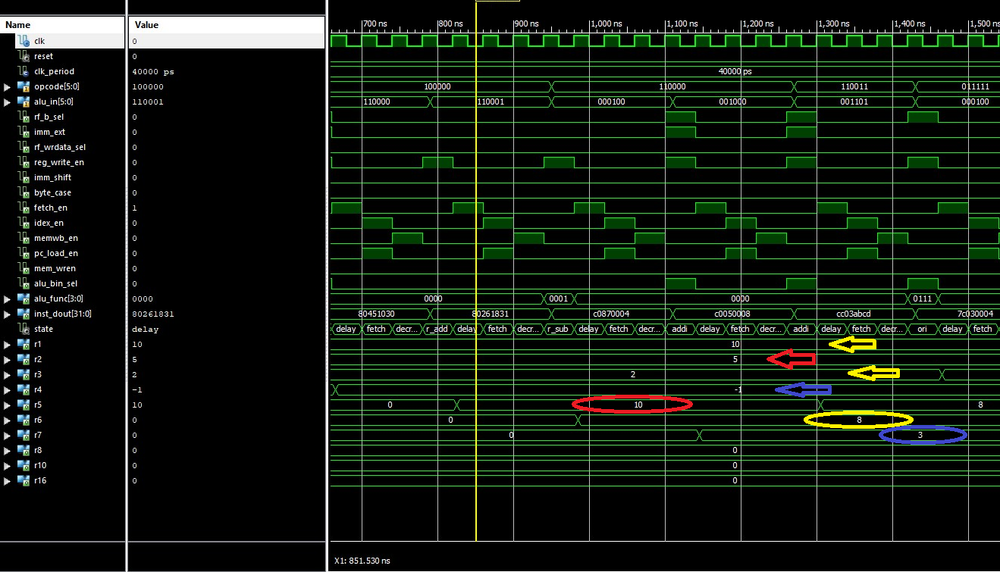 Name Value 700 ns 800 ns 900 ns 1,000 ns 1,100 ns 1,200 ns 1,300 ns 1,400 ns 1,500 ns
clk 0
reset 0
clk_period 40000 ps 40000 ps
opcode[5:0] 100000 100000 110000 110011 011111
alu_in[5:0] 110001 110000 110001 000100 001000 001101 000100
rf_b_sel 0
imm_ext 0
rf_wrdata_sel 0
reg_write_en 0
imm_shift 0
byte_case 0
fetch_en 1
idex_en 0
memwb_en 0
pc_load_en 0
mem_wren 0
alu_bin_sel 0
alu_func[3:0] 0000 0000 0001 0000 0111
inst_dout[31:0] 80261831 80451030 80261831 c0870004 c0050008 cc03abcd 7c030004
state delay delay fetch decr... r_add delay fetch decr... r_sub delay fetch decr... addi delay fetch decr... addi delay fetch decr... ori delay fetch
r1 10 10
r2 5 5
r3 2 2
r4 -1 -1
r5 10 0 10 8
r6 0 0 8
r7 0 0 3
r8 0 0
r10 0 0
r16 0 0
X1: 851.530 ns